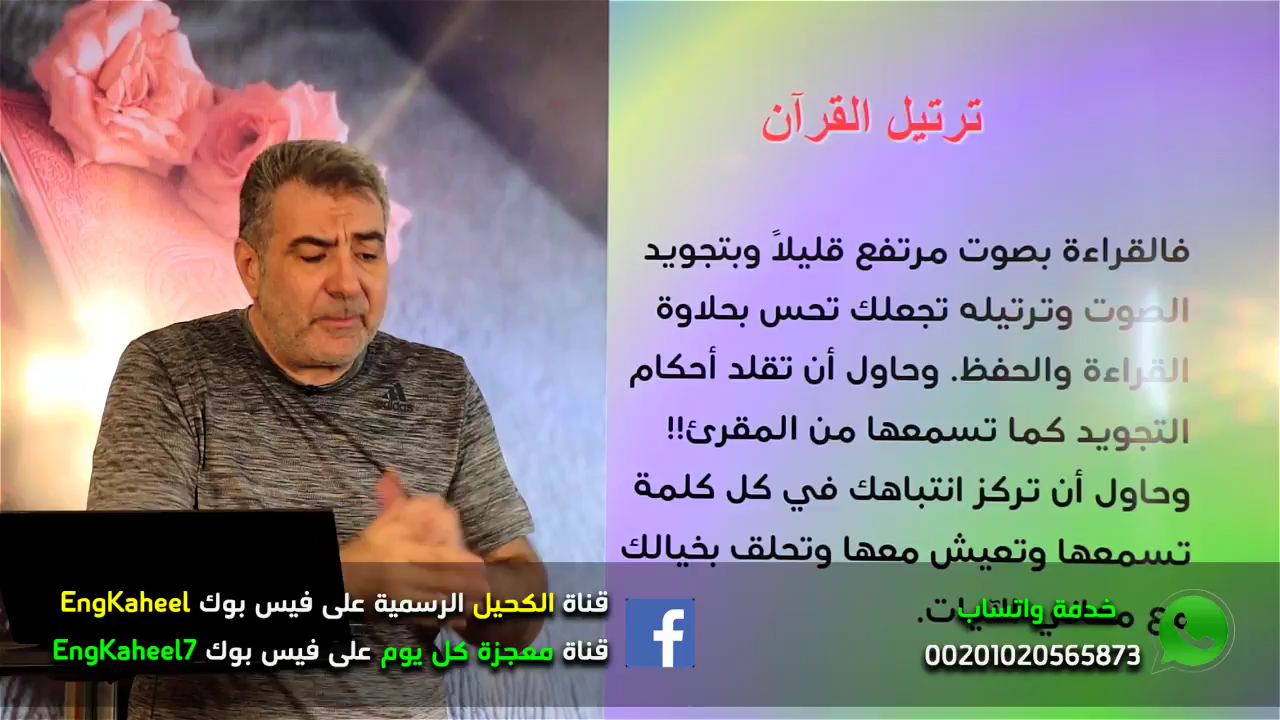 ترتيل القرآن
فالقراءة بصوت مرتفع قليلاً وبتجويد
الصوت وترتيله تجعلك تحس بحلاوة
القراءة والحفظ. وحاول أن تقلد أحكام
التجويد كما تسمعها من المقرئ!!
وحاول أن تركز انتباهك في كل كلمة
تسمعها وتعيش معها وتحلق بخيالك
مع
adidas
قناة الكحيل الرسمية على فيس بوك EngKaheel
قناة معجزة كل يوم على فيس بوك EngKaheel7
خدمة واتساب
00201020565873